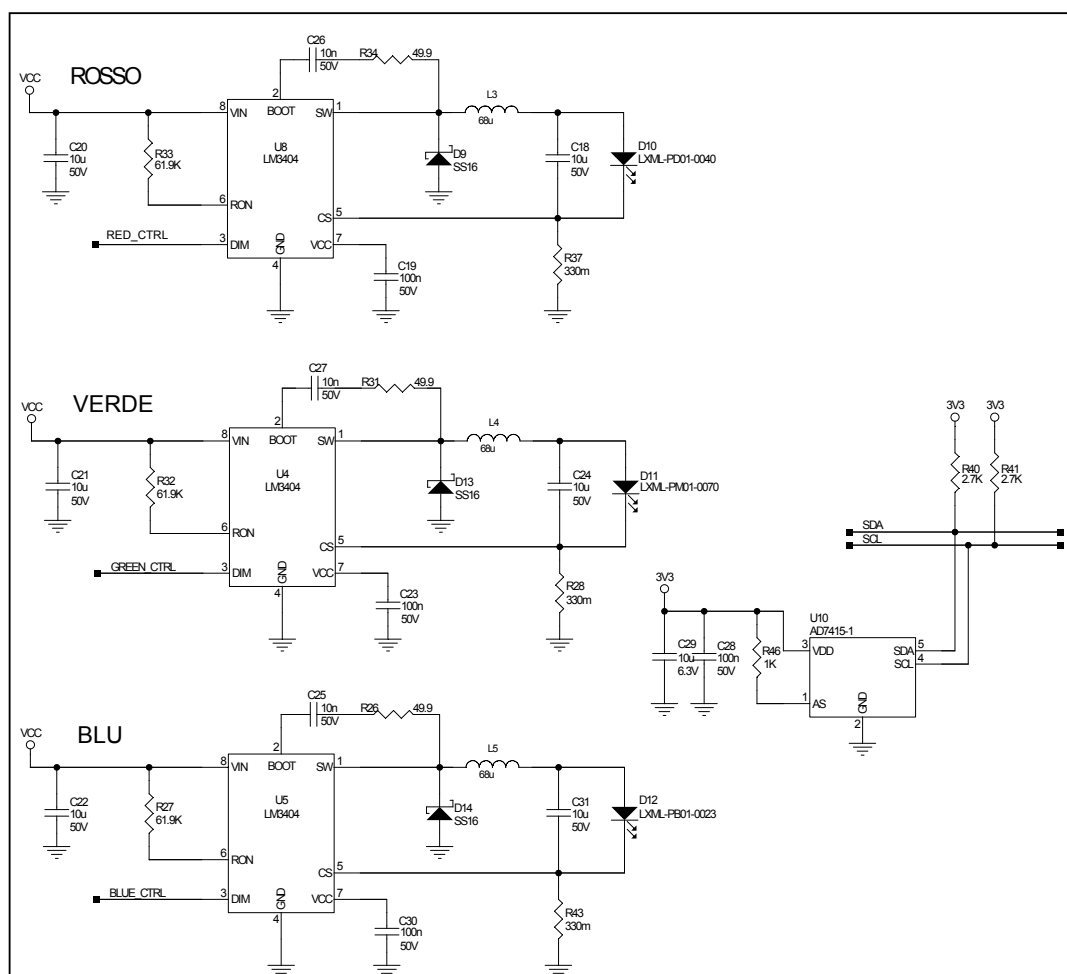 ROSSO
VCC
C20
10u
50V
R33
61.9K
C26
10n
50V
R34
49.9
2
BOOT
8
VIN
SW
1
U8
LM3404
6
RON
CS
5
RED_CTRL
3
DIM
GND
VCC
7
4
L3
68u
D9
SS16
C18
10u
50V
D10
LXML-PD01-0040
C19
100n
50V
R37
330m
VERDE
VCC
C21
10u
50V
R32
61.9K
C27
10n
50V
R31
49.9
2
BOOT
8
VIN
SW
1
U4
LM3404
6
RON
CS
5
GREEN_CTRL
3
DIM
GND
VCC
7
4
L4
68u
D13
SS16
C24
10u
50V
D11
LXML-PM01-0070
C23
100n
50V
R28
330m
3V3
3V3
R40
2.7K
R41
2.7K
SDA
SCL
3V3
C29
10u
6.3V
C28
100n
50V
R46
1K
U10
AD7415-1
3
VDD
SDA
5
SCL
4
1
AS
GND
2
BLU
VCC
C22
10u
50V
R27
61.9K
C25
10n
50V
R26
49.9
2
BOOT
8
VIN
SW
1
U5
LM3404
6
RON
CS
5
BLUE_CTRL
3
DIM
GND
VCC
7
4
L5
68u
D14
SS16
C31
10u
50V
D12
LXML-PB01-0023
C30
100n
50V
R43
330m